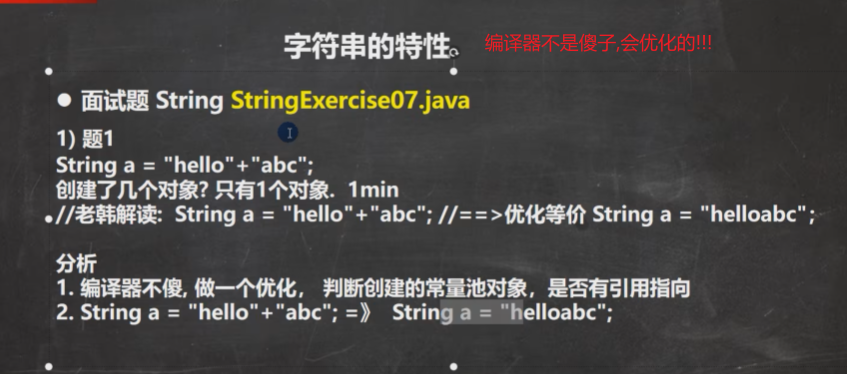 字符串的特性
编译器不是傻子,会优化的!!!
● 面试题 String StringExercise07.java
1) 题1
String a = "hello"+"abc";
创建了几个对象? 只有1个对象.  1min
//老韩解读:  String a = "hello"+"abc"; //==>优化等价 String a = "helloabc";
分析
1. 编译器不傻, 做一个优化， 判断创建的常量池对象，是否有引用指向
2. String a = "hello"+"abc"; =》  String a = "helloabc";